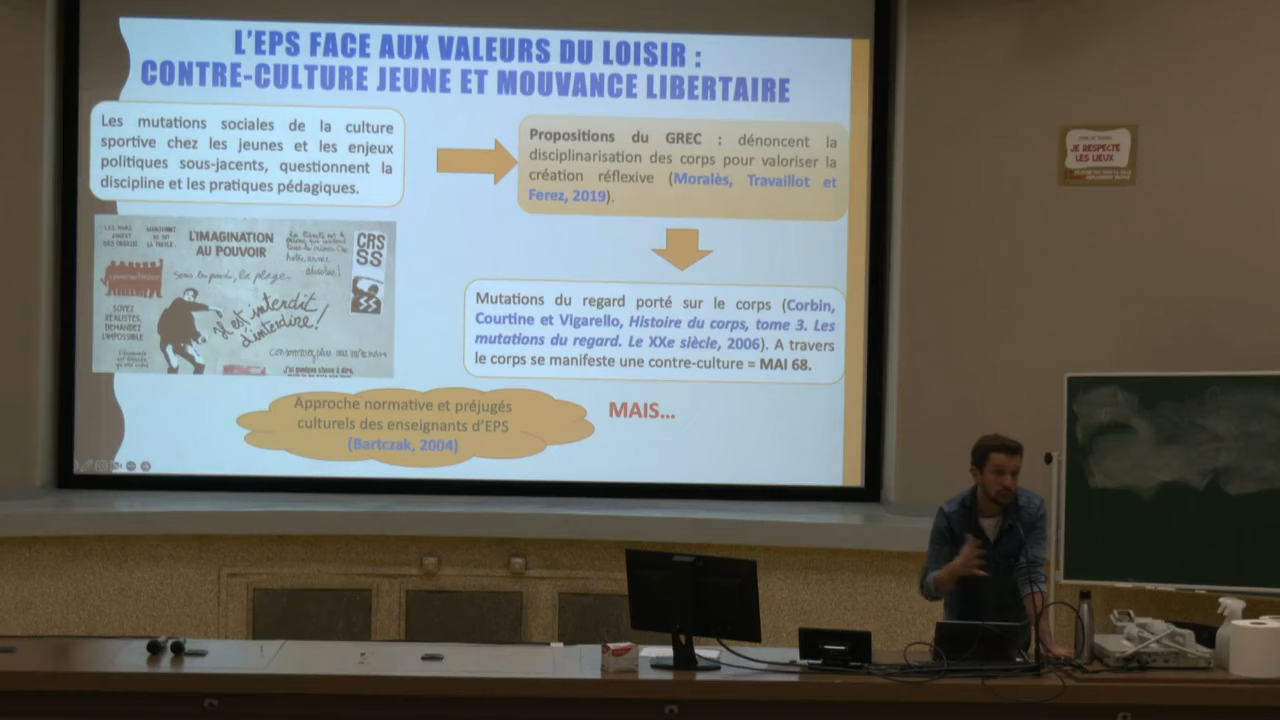 L'EPS FACE AUX VALEURS DU LOISIR :
CONTRE-CULTURE JEUNE ET MOUVANCE LIBERTAIRE
Les mutations sociales de la culture
sportive chez les jeunes et les enjeux
politiques sous-jacents, questionnent la
discipline et les pratiques pédagiques.
Propositions du GREC : dénoncent la
disciplinarisation des corps pour valoriser la
création réflexive (Moralès, Travaillot et
Ferez, 2019).
L'IMAGINATION
AU POUVOIR
CRS
SS
Sous les pavés, la plage
SOYEZ
RÉALISTES,
DEMANDEZ
L'IMPOSSIBLE
Il est interdit
d'interdire!
Mutations du regard porté sur le corps (Corbin,
Courtine et Vigarello, Histoire du corps, tome 3. Les
mutations du regard. Le XXe siècle, 2006). A travers
le corps se manifeste une contre-culture = MAI 68.
Approche normative et préjugés
culturels des enseignants d'EPS
(Bartczak, 2004)
MAIS...
JE RESPECTE
LES LIEUX